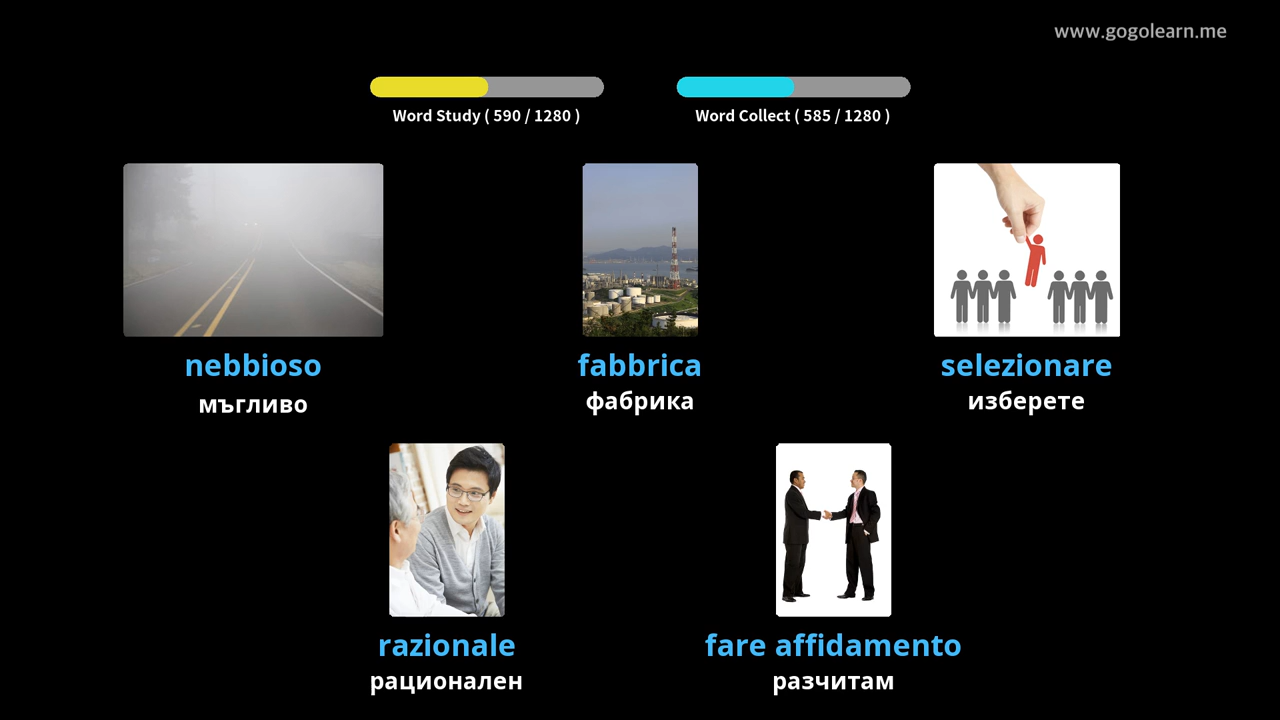 www.gogolearn.me
Word Study ( 590 / 1280 )
Word Collect ( 585 / 1280 )
nebbioso
мъгливо
fabbrica
фабрика
selezionare
изберете
razionale
рационален
fare affidamento
разчитам